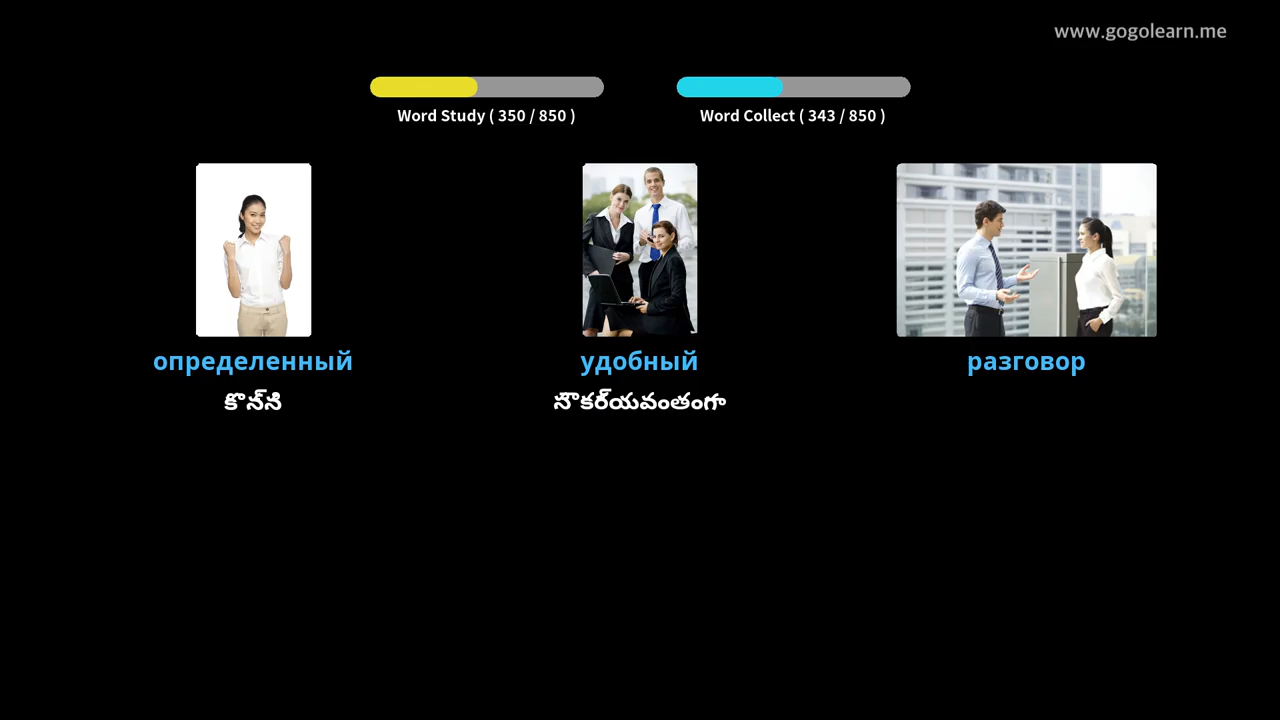 www.gogolearn.me
Word Study ( 350 / 850 )
Word Collect ( 343 / 850 )
определенный
удобный
разговор
కొన్ని
సౌకర్యవంతంగా